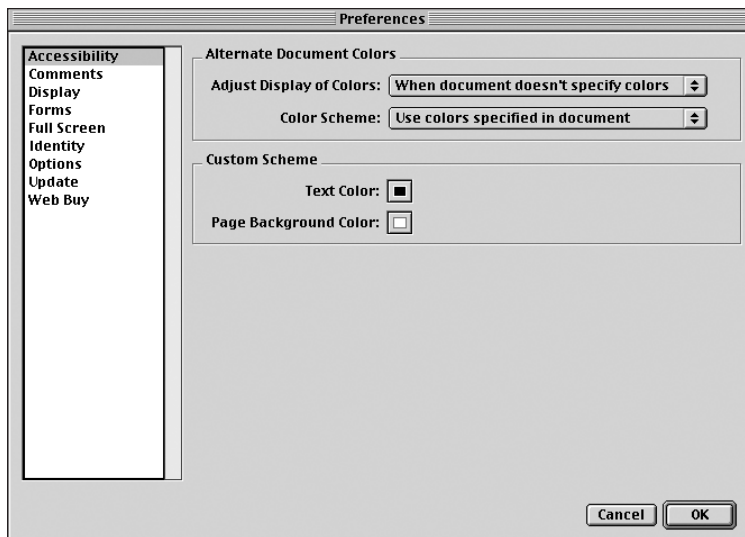 Preferences
Accessibility
Comments
Display
Forms
Full Screen
Identity
Options
Update
Web Buy
Alternate Document Colors
Adjust Display of Colors: When document doesn't specify colors
Color Scheme: Use colors specified in document
Custom Scheme
Text Color:
Page Background Color:
Cancel OK